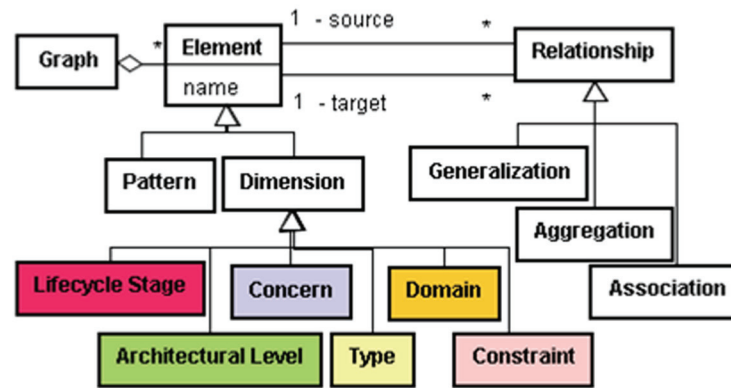 1 - source *
Element
Relationship
Graph
*
name
1 - target *
Pattern
Dimension
Generalization
Aggregation
Lifecycle Stage
Concern
Domain
Association
Architectural Level
Type
Constraint